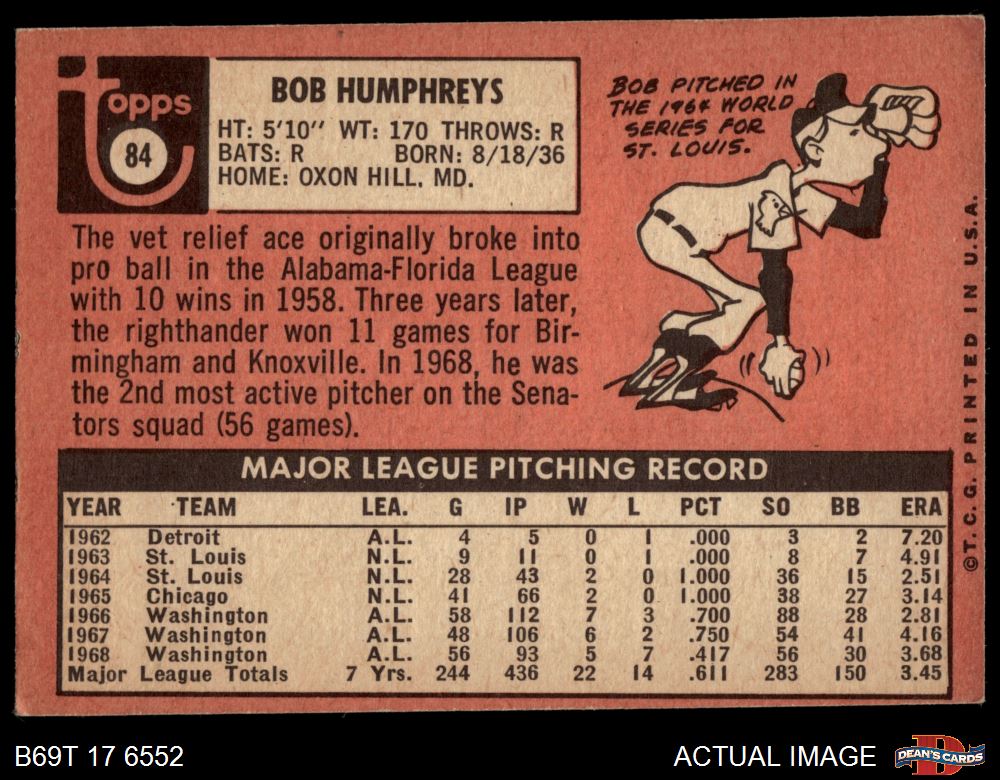 topps
84
BOB HUMPHREYS
HT: 5'10" WT: 170 THROWS: R
BATS: R BORN: 8/18/36
HOME: OXON HILL, MD.
BOB PITCHED IN
THE 1964 WORLD
SERIES FOR
ST. LOUIS.
The vet relief ace originally broke into
pro ball in the Alabama-Florida League
with 10 wins in 1958. Three years later,
the righthander won 11 games for Bir-
mingham and Knoxville. In 1968, he was
the 2nd most active pitcher on the Sena-
tors squad (56 games).
©T.C.G. PRINTED IN U.S.A.
MAJOR LEAGUE PITCHING RECORD
YEAR TEAM LEA. G IP W L PCT SO BB ERA
1962 Detroit A.L. 4 5 0 1 .000 3 2 7.20
1963 St. Louis N.L. 9 11 0 1 .000 8 7 4.91
1964 St. Louis N.L. 28 43 2 0 1.000 36 15 2.51
1965 Chicago N.L. 41 66 2 0 1.000 38 27 3.14
1966 Washington A.L. 58 112 7 3 .700 88 28 2.81
1967 Washington A.L. 48 106 6 2 .750 54 41 4.16
1968 Washington A.L. 56 93 5 7 .417 56 30 3.68
Major League Totals 7 Yrs. 244 436 22 14 .611 283 150 3.45
B69T 17 6552
ACTUAL IMAGE
DEAN'S CARDS